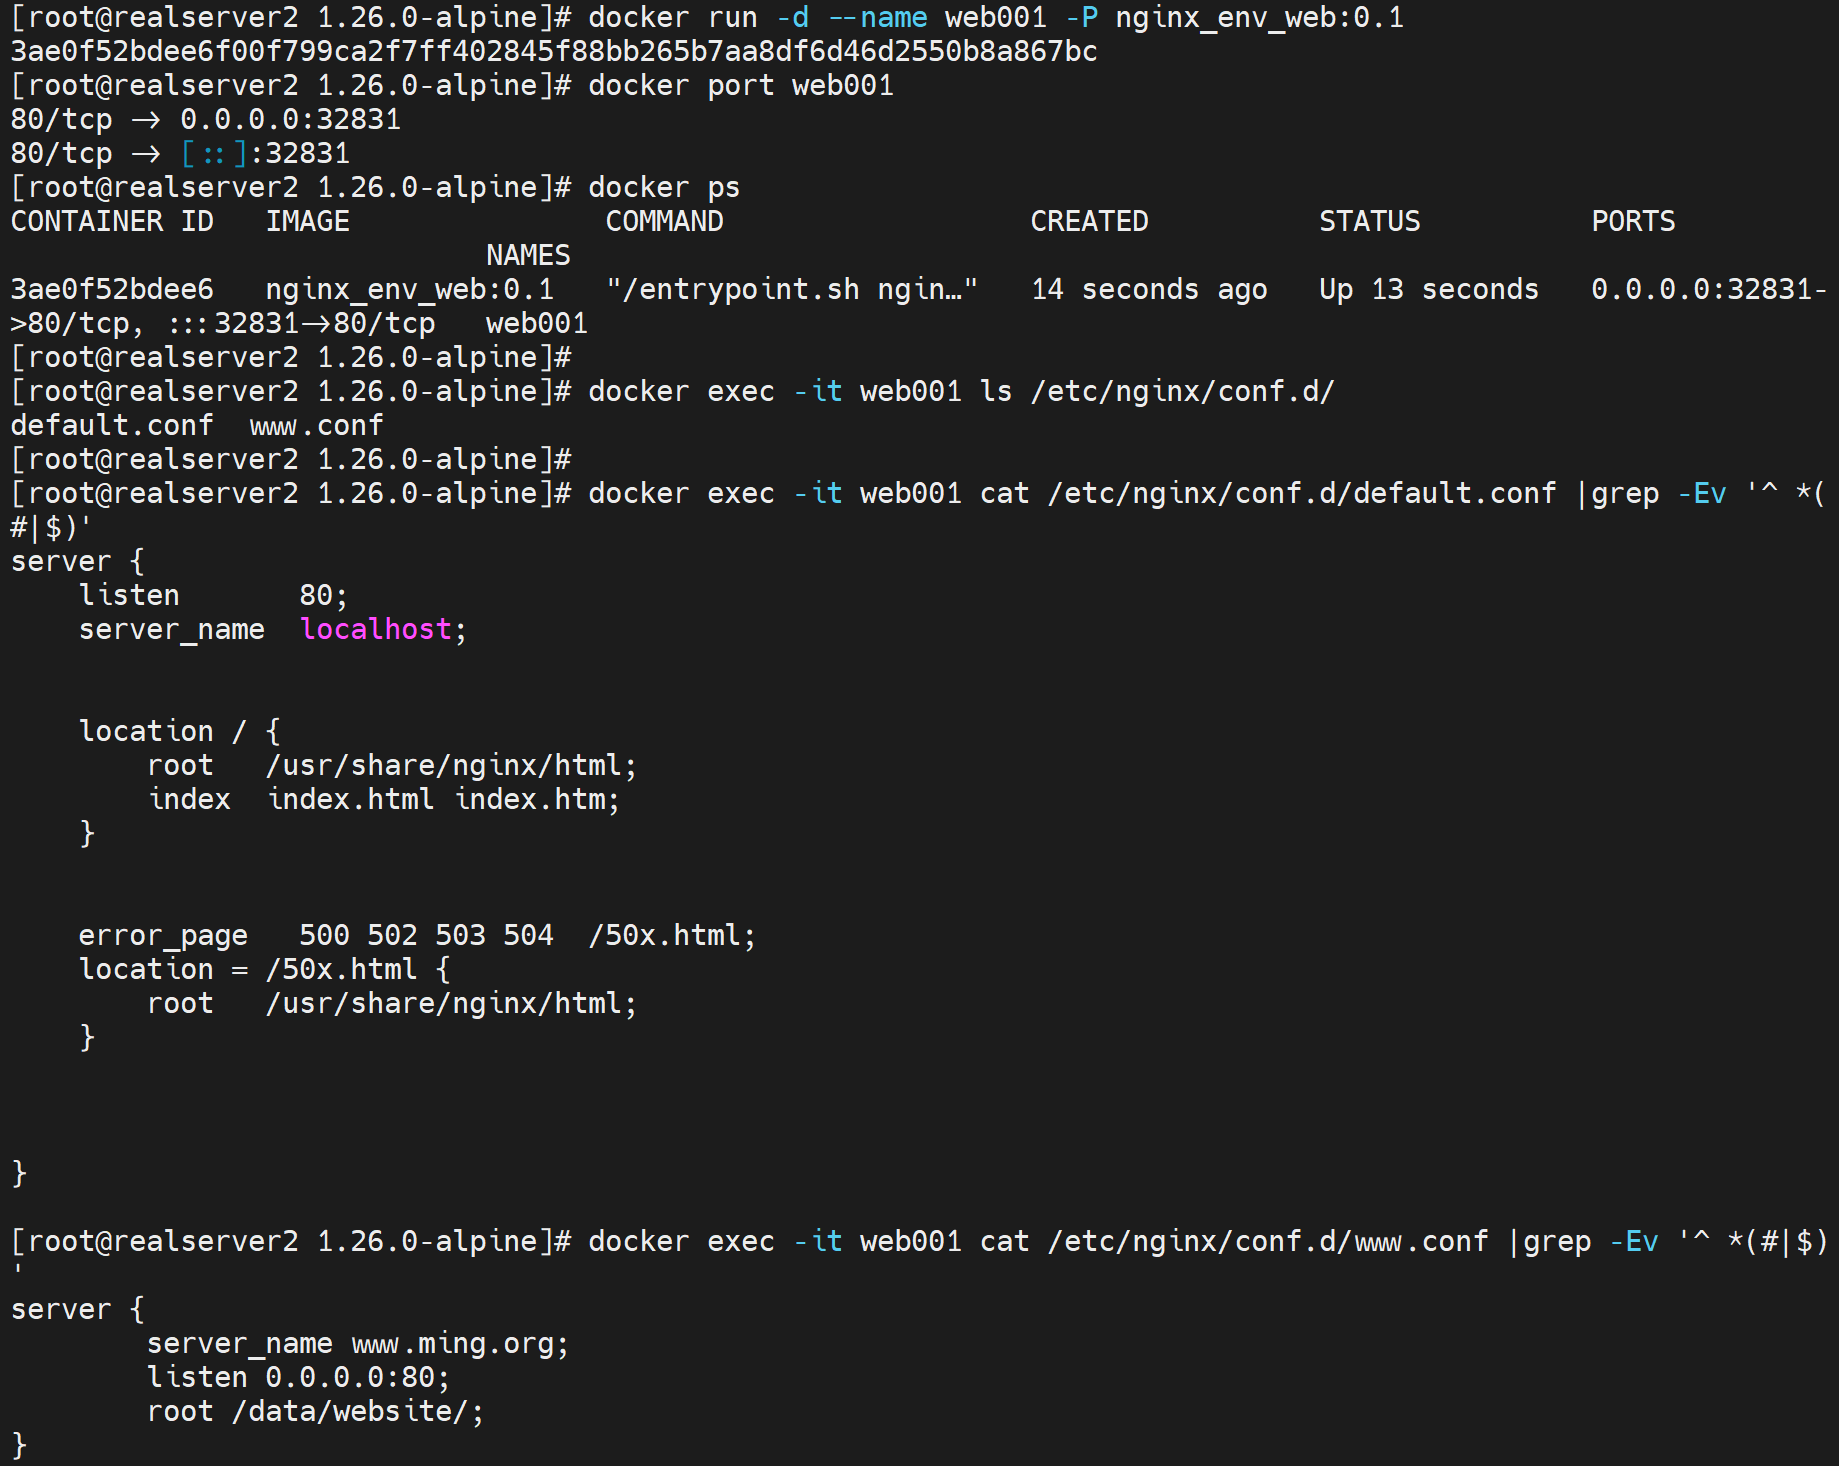 [root@realserver2 1.26.0-alpine]# docker run -d --name web001 -P nginx_env_web:0.1
3ae0f52bdee6f00f799ca2f7ff402845f88bb265b7aa8df6d46d2550b8a867bc
[root@realserver2 1.26.0-alpine]# docker port web001
80/tcp -> 0.0.0.0:32831
80/tcp -> [::]:32831
[root@realserver2 1.26.0-alpine]# docker ps
CONTAINER ID   IMAGE               COMMAND                  CREATED          STATUS          PORTS
                            NAMES
3ae0f52bdee6   nginx_env_web:0.1   "/entrypoint.sh ngin…"   14 seconds ago   Up 13 seconds   0.0.0.0:32831-
>80/tcp, :::32831->80/tcp   web001
[root@realserver2 1.26.0-alpine]#
[root@realserver2 1.26.0-alpine]# docker exec -it web001 ls /etc/nginx/conf.d/
default.conf  www.conf
[root@realserver2 1.26.0-alpine]#
[root@realserver2 1.26.0-alpine]# docker exec -it web001 cat /etc/nginx/conf.d/default.conf |grep -Ev '^ *(
#|$)'
server {
    listen       80;
    server_name  localhost;
    location / {
        root   /usr/share/nginx/html;
        index  index.html index.htm;
    }
    error_page   500 502 503 504  /50x.html;
    location = /50x.html {
        root   /usr/share/nginx/html;
    }
}
[root@realserver2 1.26.0-alpine]# docker exec -it web001 cat /etc/nginx/conf.d/www.conf |grep -Ev '^ *(#|$)
'
server {
        server_name www.ming.org;
        listen 0.0.0.0:80;
        root /data/website/;
}